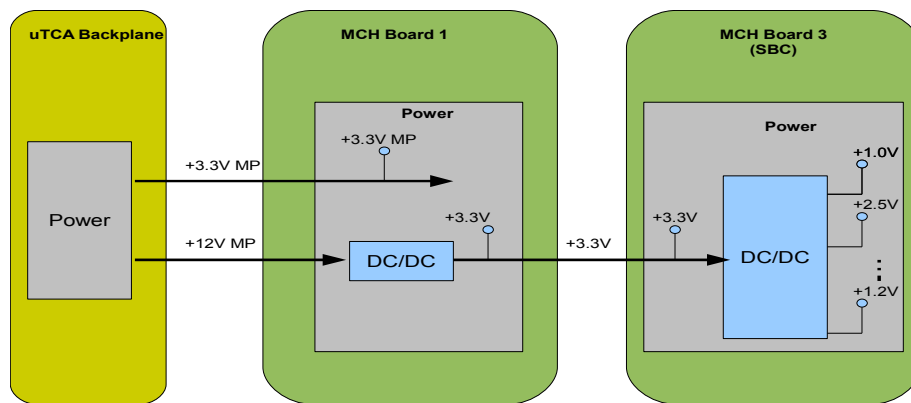 uTCA Backplane
Power
+3.3V MP
+12V MP
MCH Board 1
Power
+3.3V MP
+3.3V
DC/DC
+3.3V
MCH Board 3
(SBC)
Power
+3.3V
DC/DC
+1.0V
+2.5V
+1.2V